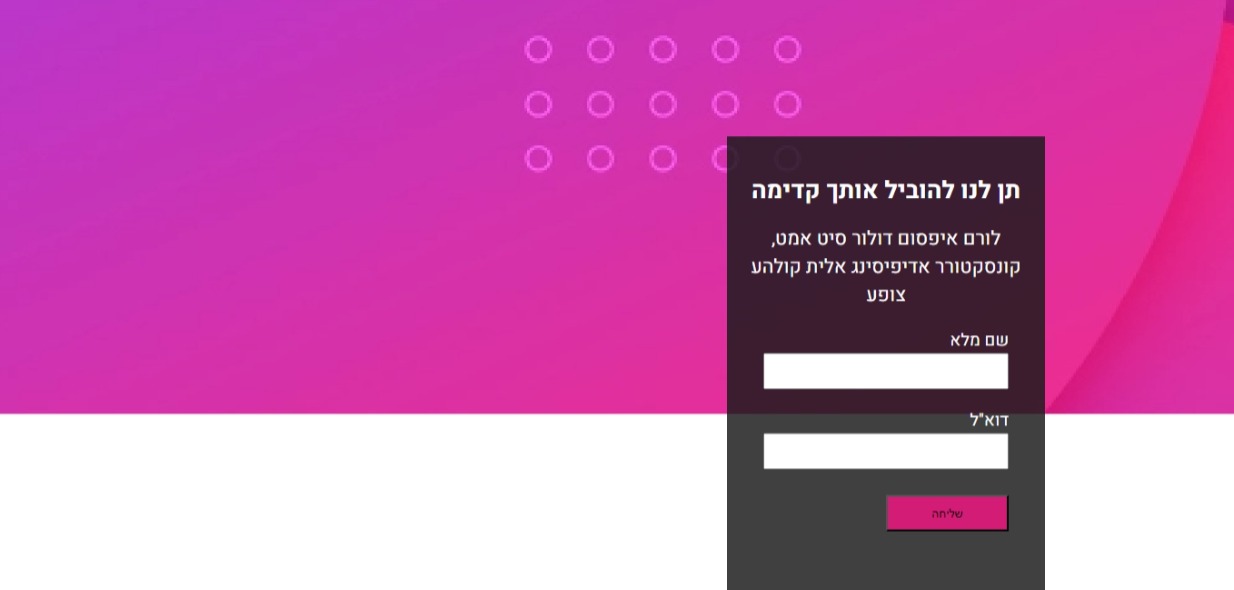 תן לנו להוביל אותך קדימה
לורם איפסום דולור סיט אמט,
קונסקטורר אדיפיסינג אלית קולהע
צופע
שם מלא
דוא"ל
שליחה